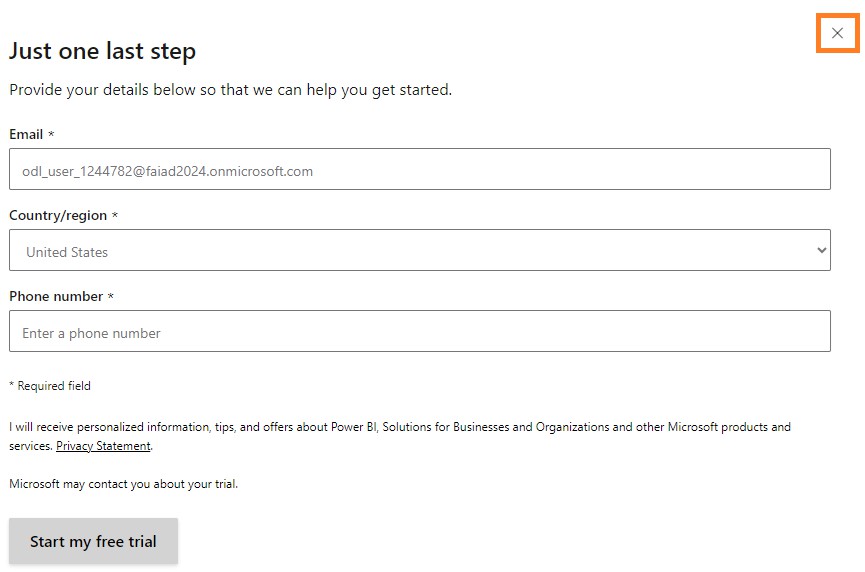 Just one last step
Provide your details below so that we can help you get started.
Email *
odl_user_1244782@faiad2024.onmicrosoft.com
Country/region *
United States
Phone number *
Enter a phone number
* Required field
I will receive personalized information, tips, and offers about Power BI, Solutions for Businesses and Organizations and other Microsoft products and
services. Privacy Statement.
Microsoft may contact you about your trial.
Start my free trial